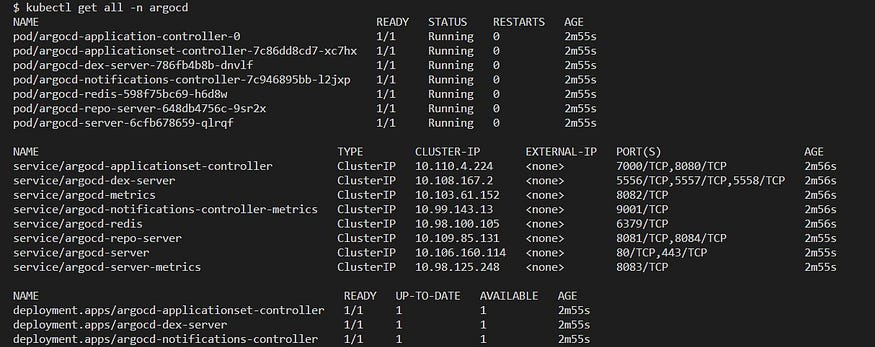 $ kubectl get all -n argocd
NAME READY STATUS RESTARTS AGE
pod/argocd-application-controller-0 1/1 Running 0 2m55s
pod/argocd-applicationset-controller-7c86dd8cd7-xc7hx 1/1 Running 0 2m55s
pod/argocd-dex-server-786fb4b8b-dnvlf 1/1 Running 0 2m55s
pod/argocd-notifications-controller-7c946895bb-l2jxp 1/1 Running 0 2m55s
pod/argocd-redis-598f75bc69-h6d8w 1/1 Running 0 2m55s
pod/argocd-repo-server-648db4756c-9sr2x 1/1 Running 0 2m55s
pod/argocd-server-6cfb678659-qlrqf 1/1 Running 0 2m55s
NAME TYPE CLUSTER-IP EXTERNAL-IP PORT(S) AGE
service/argocd-applicationset-controller ClusterIP 10.110.4.224 <none> 7000/TCP,8080/TCP 2m56s
service/argocd-dex-server ClusterIP 10.108.167.2 <none> 5556/TCP,5557/TCP,5558/TCP 2m56s
service/argocd-metrics ClusterIP 10.103.61.152 <none> 8082/TCP 2m56s
service/argocd-notifications-controller-metrics ClusterIP 10.99.143.13 <none> 9001/TCP 2m56s
service/argocd-redis ClusterIP 10.98.100.105 <none> 6379/TCP 2m56s
service/argocd-repo-server ClusterIP 10.109.85.131 <none> 8081/TCP,8084/TCP 2m55s
service/argocd-server ClusterIP 10.106.160.114 <none> 80/TCP,443/TCP 2m55s
service/argocd-server-metrics ClusterIP 10.98.125.248 <none> 8083/TCP 2m55s
NAME READY UP-TO-DATE AVAILABLE AGE
deployment.apps/argocd-applicationset-controller 1/1 1 1 2m55s
deployment.apps/argocd-dex-server 1/1 1 1 2m55s
deployment.apps/argocd-notifications-controller 1/1 1 1 2m55s